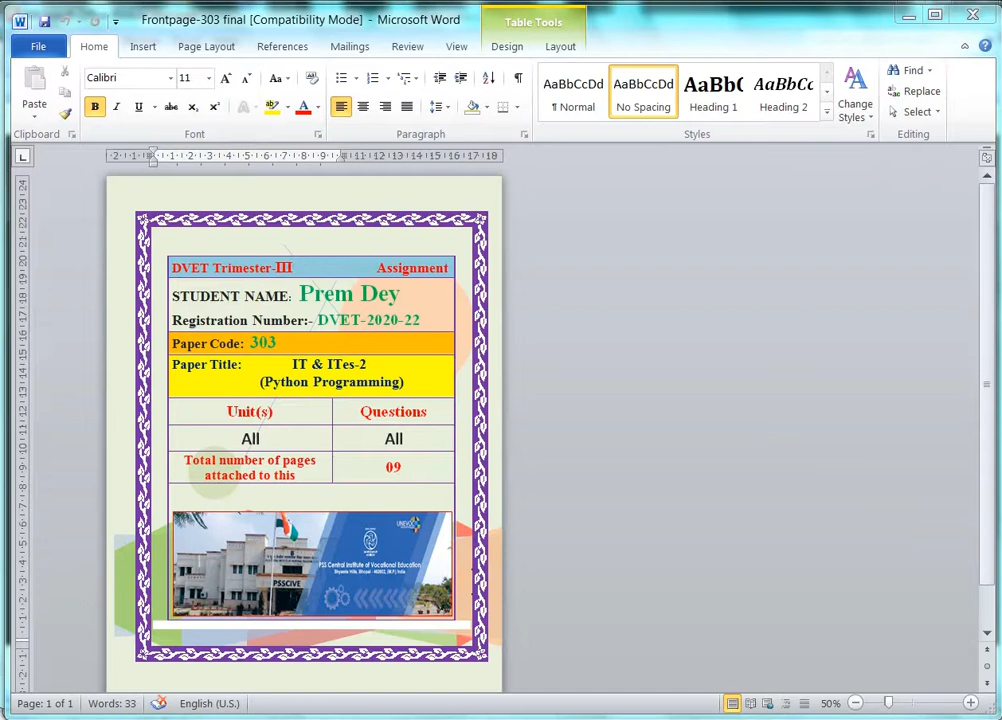 Frontpage-303 final [Compatibility Mode] - Microsoft Word
Table Tools
File Home Insert Page Layout References Mailings Review View Design Layout
Paste
Calibri 11
Clipboard
Font
Paragraph
AaBbCcDd AaBbCcDd AaBbC AaBbCc
¶ Normal No Spacing Heading 1 Heading 2
Change Styles
Styles
Find
Replace
Select
Editing
DVET Trimester-III Assignment
STUDENT NAME: Prem Dey
Registration Number:- DVET-2020-22
Paper Code: 303
Paper Title: IT & ITes-2
(Python Programming)
Unit(s) Questions
All All
Total number of pages
attached to this
09
PSSCIVE
UNEVOC
PSS Central Institute of Vocational Education
Page: 1 of 1 Words: 33 English (U.S.) 50%